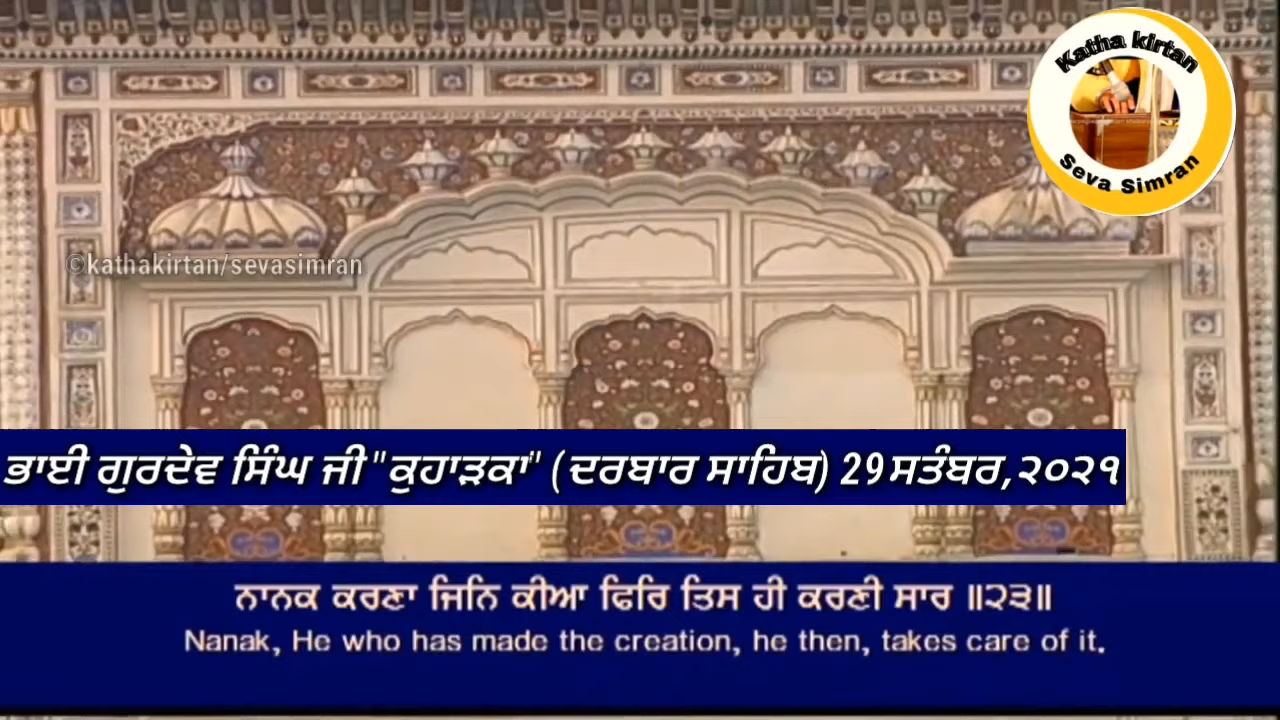 Katha kirtan
Seva Simran
©kathakirtan/sevasimran
ਭਾਈ ਗੁਰਦੇਵ ਸਿੰਘ ਜੀ "ਕੁਹਾੜਕਾ" (ਦਰਬਾਰ ਸਾਹਿਬ) 29 ਸਤੰਬਰ,੨੦੨੧
ਨਾਨਕ ਕਰਣਾ ਜਿਨਿ ਕੀਆ ਫਿਰਿ ਤਿਸ ਹੀ ਕਰਣੀ ਸਾਰ ॥੨੩॥
Nanak, He who has made the creation, he then, takes care of it.